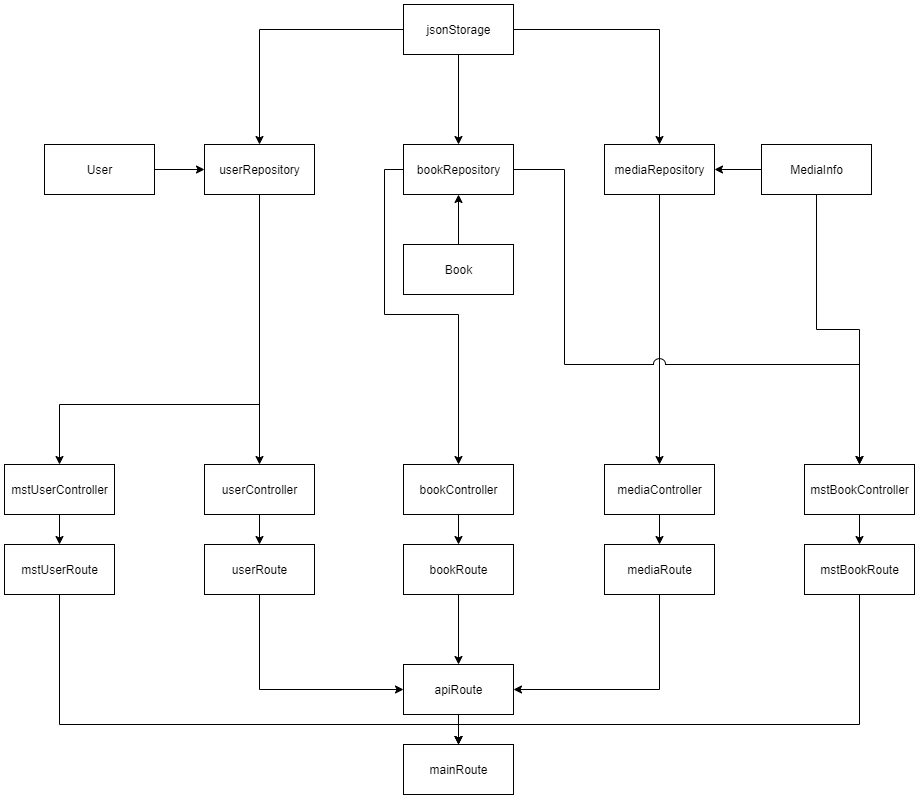 jsonStorage
User
userRepository
bookRepository
mediaRepository
MediaInfo
Book
mstUserController
userController
bookController
mediaController
mstBookController
mstUserRoute
userRoute
bookRoute
mediaRoute
mstBookRoute
apiRoute
mainRoute